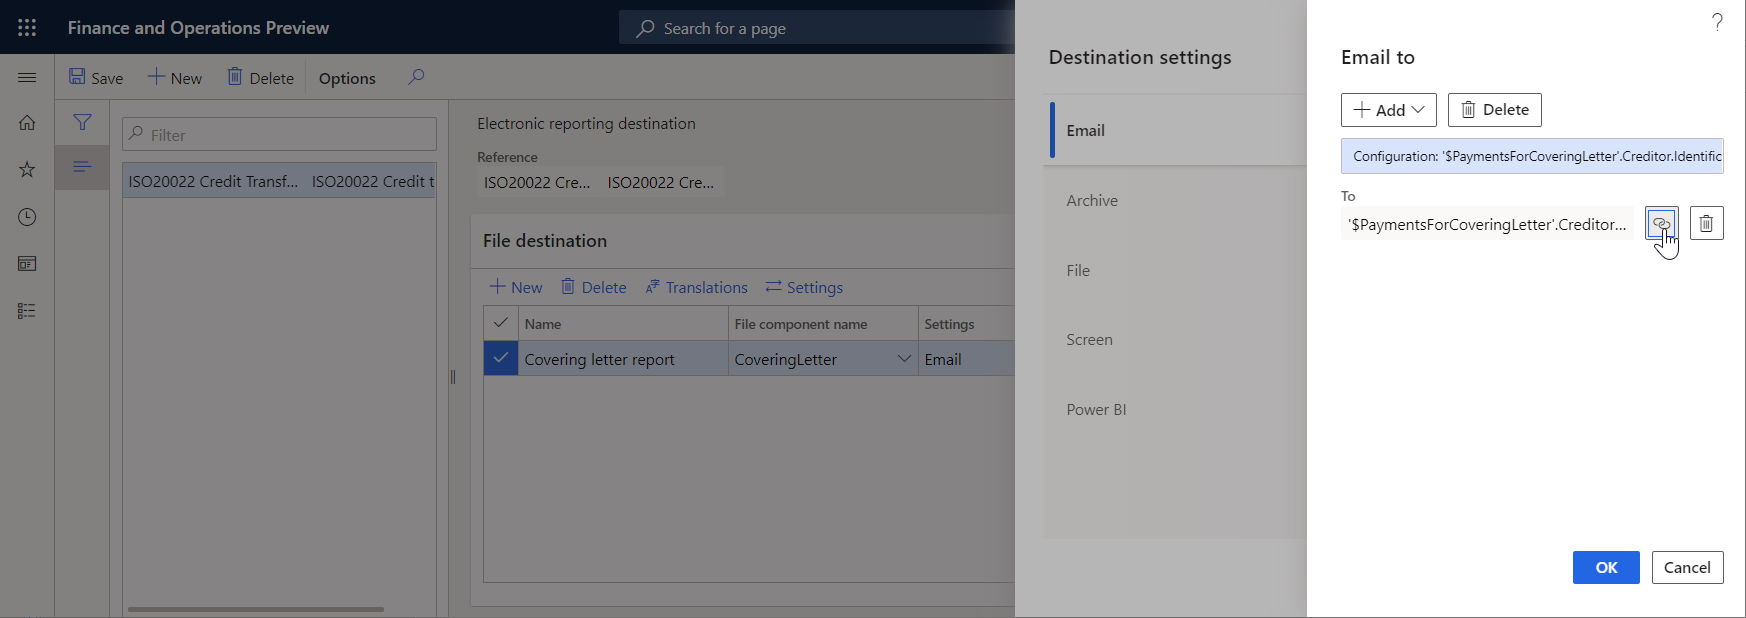 Finance and Operations Preview
Search for a page
Save
New
Delete
Options
Filter
ISO20022 Credit Transf... ISO20022 Credit t
Electronic reporting destination
Reference
ISO20022 Cre... ISO20022 Cre...
File destination
New
Delete
Translations
Settings
Name
File component name
Settings
Covering letter report
CoveringLetter
Email
Destination settings
Email
Archive
File
Screen
Power BI
?
Email to
Add
Delete
Configuration: '$PaymentsForCoveringLetter'.Creditor.Identific
To
'$PaymentsForCoveringLetter'.Creditor...
OK
Cancel